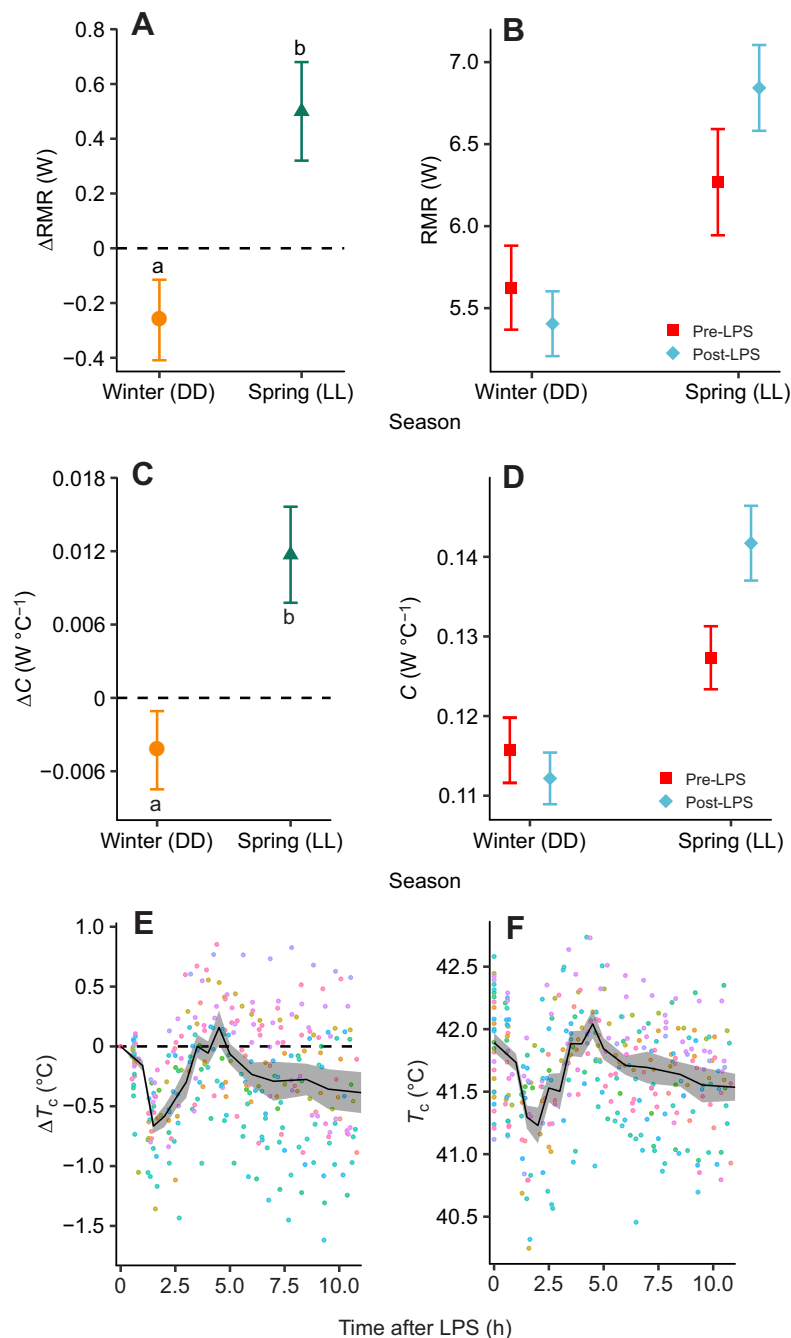 A
B
0.8
0.6
0.4
0.2
0
−0.2
−0.4
ΔRMR (W)
a
b
Winter (DD)
Spring (LL)
7.0
6.5
6.0
5.5
RMR (W)
Pre-LPS
Post-LPS
Winter (DD)
Spring (LL)
Season
C
D
0.018
0.012
0.006
0
−0.006
ΔC (W °C−1)
a
b
Winter (DD)
Spring (LL)
0.14
0.13
0.12
0.11
C (W °C−1)
Pre-LPS
Post-LPS
Winter (DD)
Spring (LL)
Season
E
F
1.0
0.5
0
−0.5
−1.0
−1.5
ΔTc (°C)
0 2.5 5.0 7.5 10.0
42.5
42.0
41.5
41.0
40.5
Tc (°C)
0 2.5 5.0 7.5 10.0
Time after LPS (h)